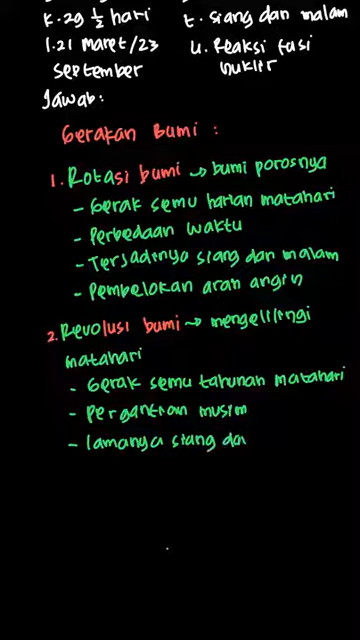 k. 29 1/2 hari
t. siang dan malam
l. 21 maret/23
september
u. Reaksi fusi
nuklir
Jawab:
Gerakan Bumi :
1. Rotasi bumi → bumi porosnya
- Gerak semu harian matahari
- Perbedaan waktu
- Terjadinya siang dan malam
- Pembelokan arah angin
2. Revolusi bumi → mengelilingi
matahari
- Gerak semu tahunan matahari
- Pergantian musim
- lamanya siang da